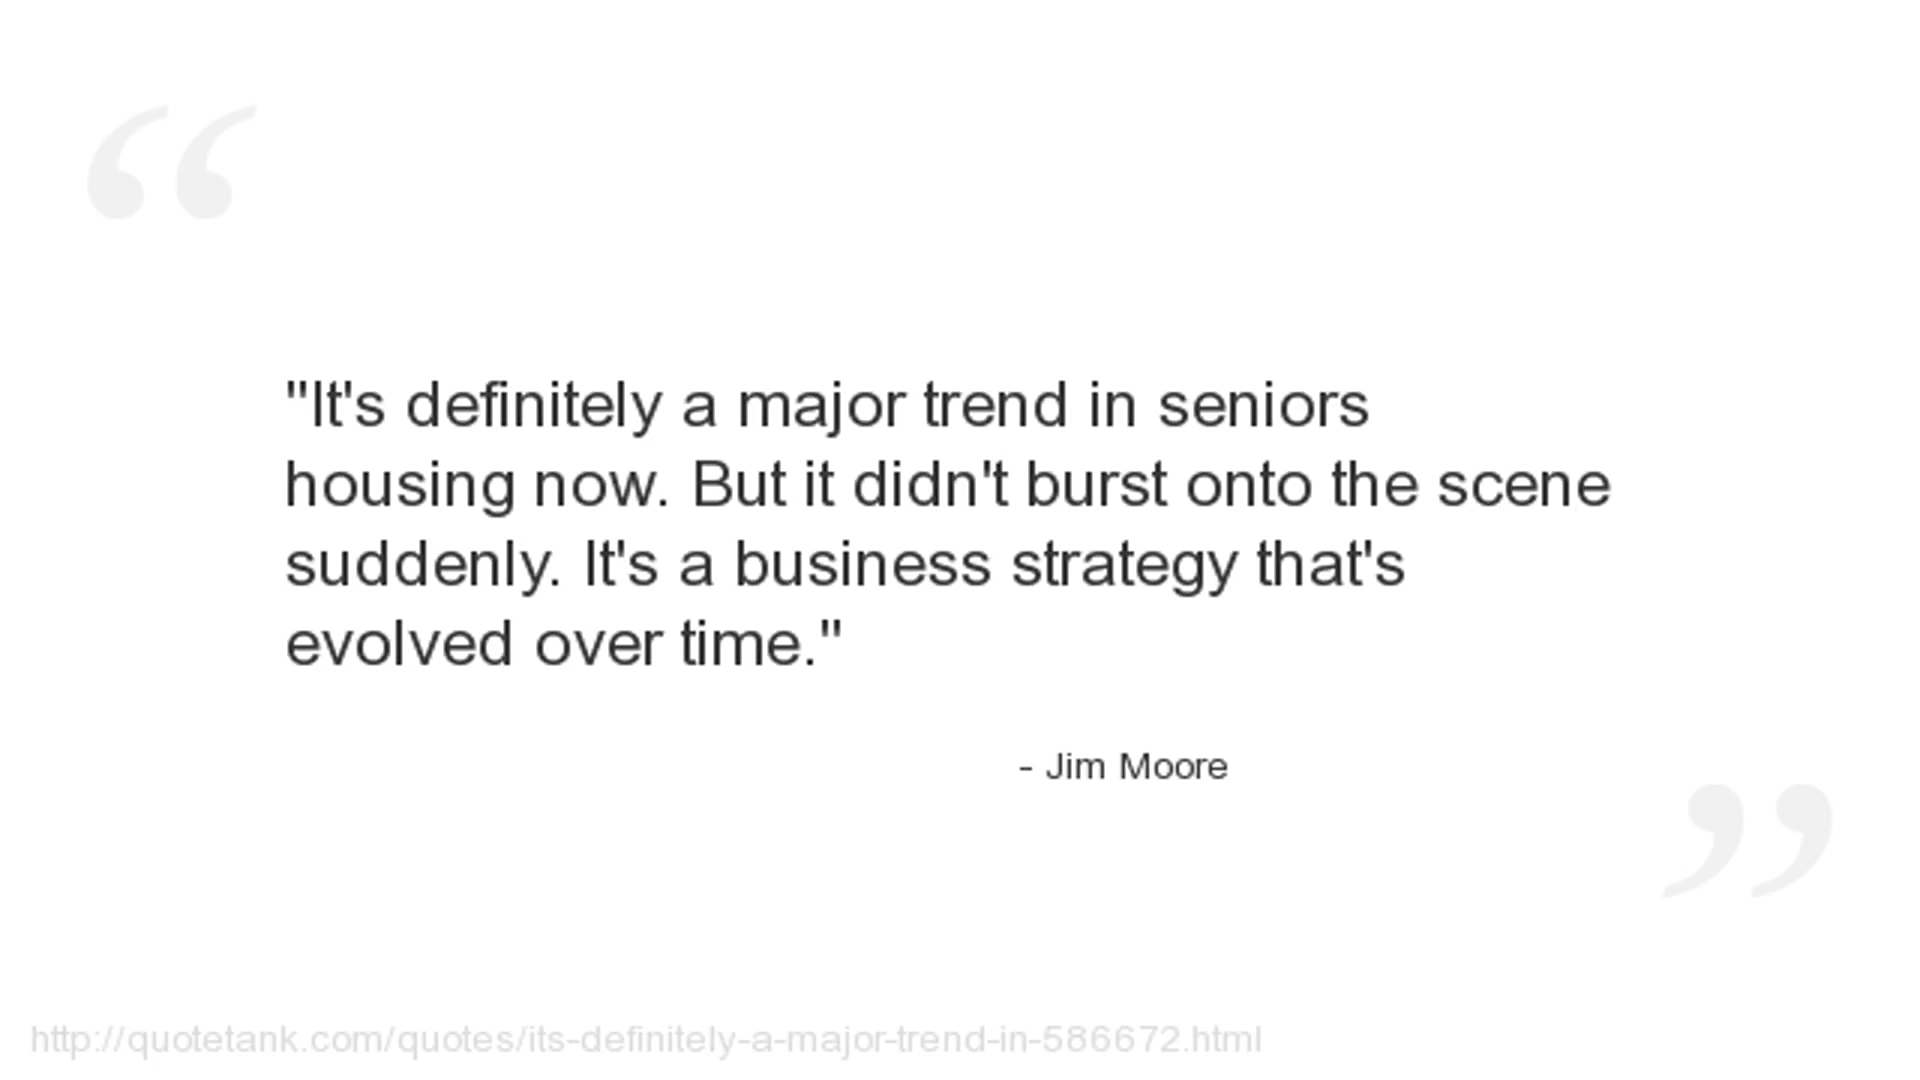 "It's definitely a major trend in seniors
housing now. But it didn't burst onto the scene
suddenly. It's a business strategy that's
evolved over time."
- Jim Moore
http://quotetank.com/quotes/its-definitely-a-major-trend-in-586672.html